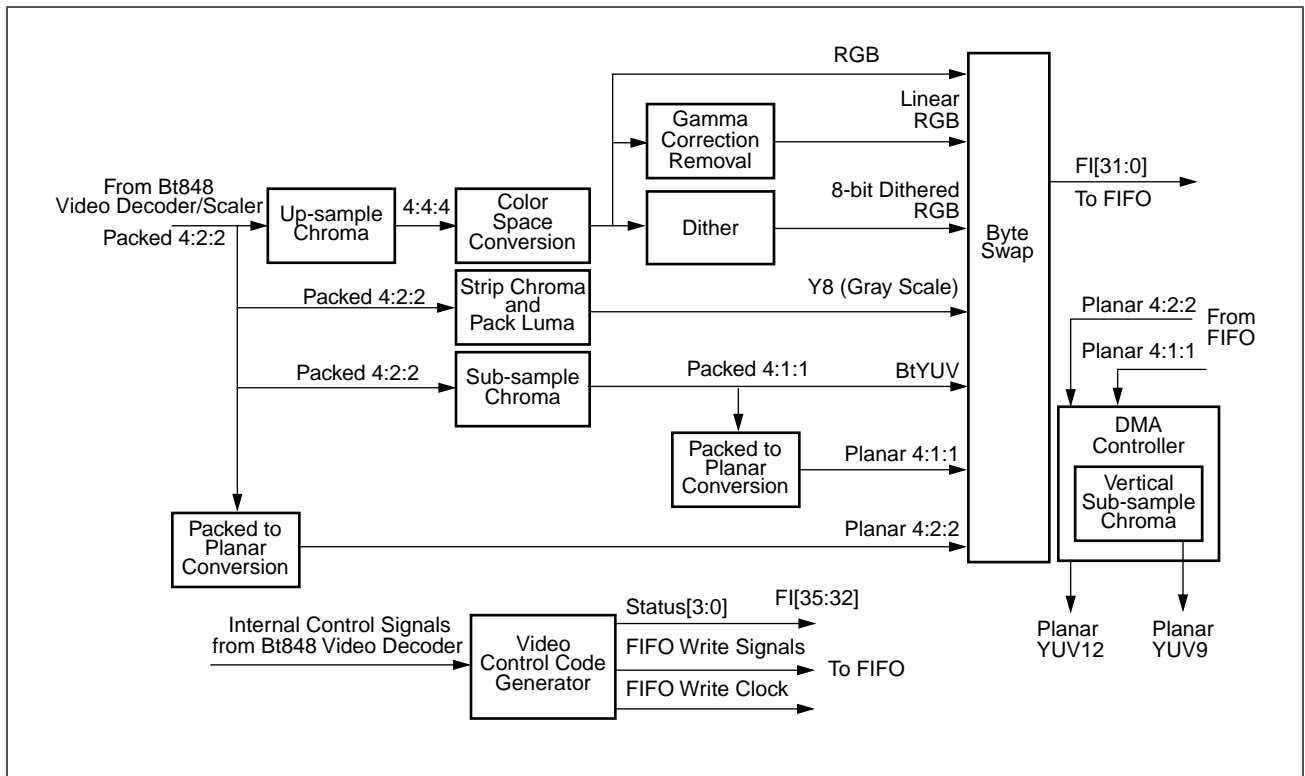 RGB
Linear
RGB
Gamma
Correction
Removal
FI[31:0]
To FIFO
From Bt848
Video Decoder/Scaler
Packed 4:2:2
Up-sample
Chroma
4:4:4
Color
Space
Conversion
8-bit Dithered
RGB
Dither
Byte
Swap
Packed 4:2:2
Strip Chroma
and
Pack Luma
Y8 (Gray Scale)
Planar 4:2:2
From
FIFO
Planar 4:1:1
Packed 4:2:2
Sub-sample
Chroma
Packed 4:1:1
BtYUV
DMA
Controller
Packed to
Planar
Conversion
Planar 4:1:1
Vertical
Sub-sample
Chroma
Packed to
Planar
Conversion
Planar 4:2:2
Internal Control Signals
from Bt848 Video Decoder
Video
Control Code
Generator
Status[3:0]
FI[35:32]
FIFO Write Signals
To FIFO
FIFO Write Clock
Planar
YUV12
Planar
YUV9